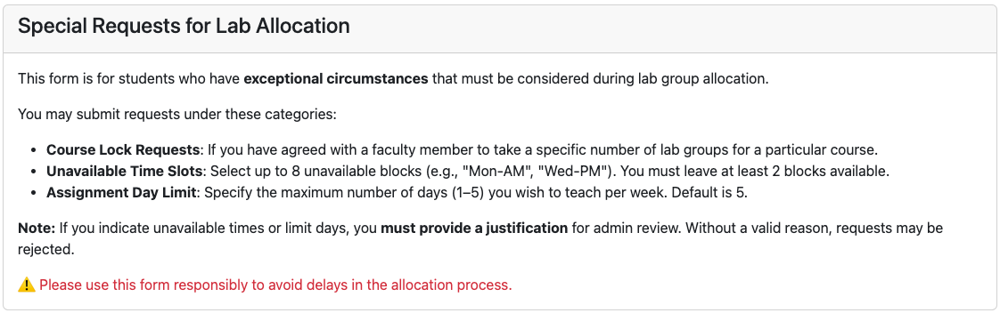 Special Requests for Lab Allocation
This form is for students who have exceptional circumstances that must be considered during lab group allocation.
You may submit requests under these categories:
• Course Lock Requests: If you have agreed with a faculty member to take a specific number of lab groups for a particular course.
• Unavailable Time Slots: Select up to 8 unavailable blocks (e.g., "Mon-AM", "Wed-PM"). You must leave at least 2 blocks available.
• Assignment Day Limit: Specify the maximum number of days (1–5) you wish to teach per week. Default is 5.
Note: If you indicate unavailable times or limit days, you must provide a justification for admin review. Without a valid reason, requests may be
rejected.
⚠️ Please use this form responsibly to avoid delays in the allocation process.